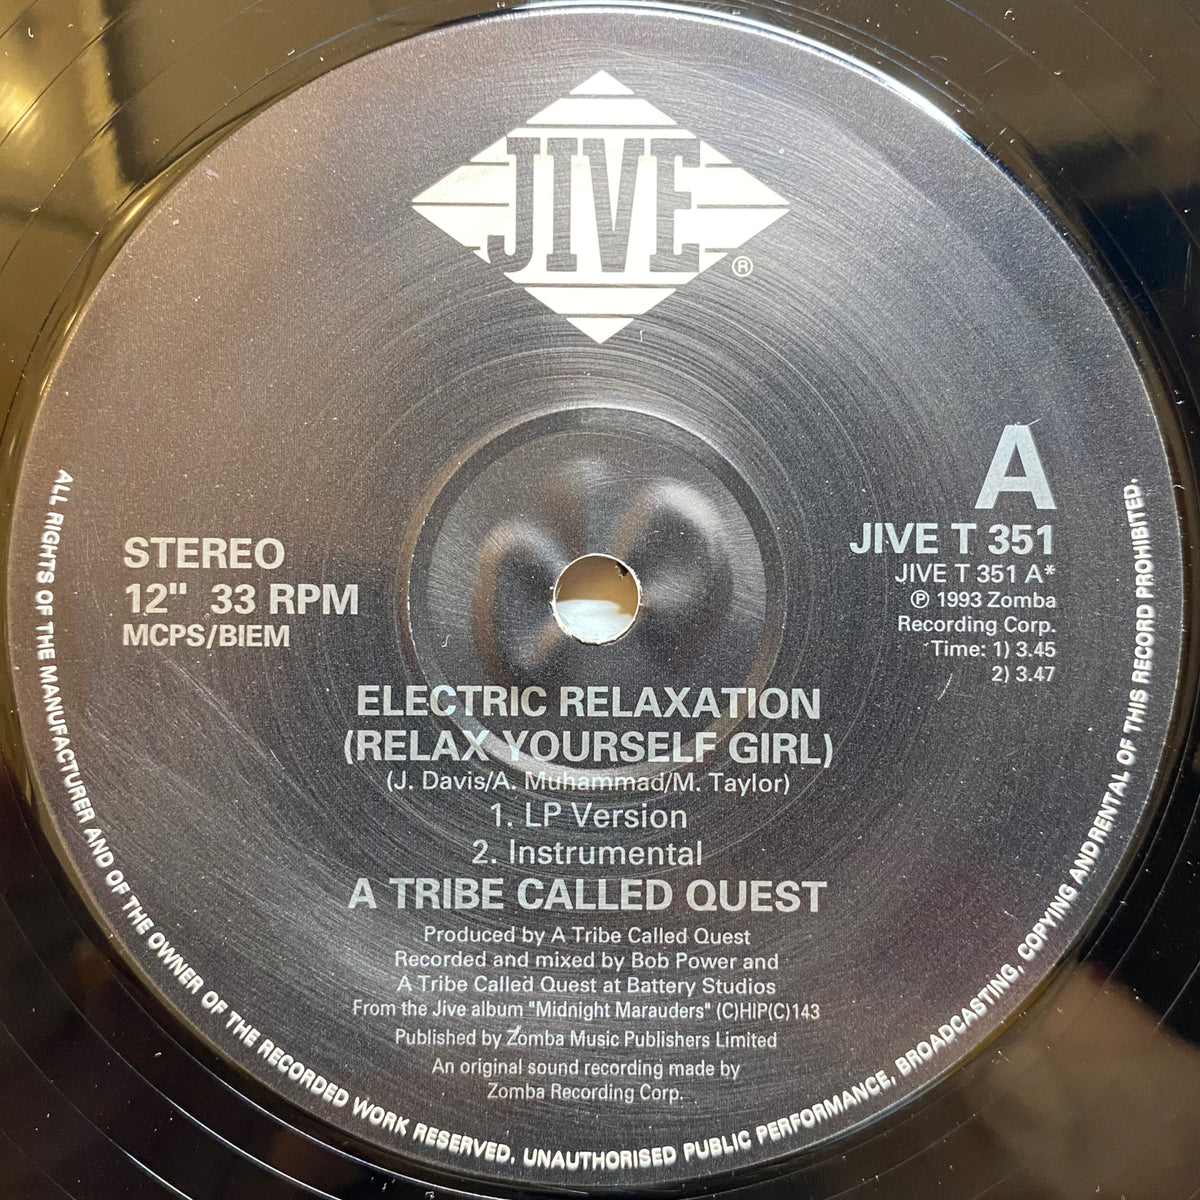 JIVE
®
A
JIVE T 351
JIVE T 351 A*
℗ 1993 Zomba
Recording Corp.
Time: 1) 3.45
2) 3.47
STEREO
12" 33 RPM
MCPS/BIEM
ELECTRIC RELAXATION
(RELAX YOURSELF GIRL)
(J. Davis/A. Muhammad/M. Taylor)
1. LP Version
2. Instrumental
A TRIBE CALLED QUEST
Produced by A Tribe Called Quest
Recorded and mixed by Bob Power and
A Tribe Called Quest at Battery Studios
From the Jive album "Midnight Marauders" (C)HIP(C)143
Published by Zomba Music Publishers Limited
An original sound recording made by
Zomba Recording Corp.
ALL RIGHTS OF THE MANUFACTURER AND OF THE OWNER OF THE RECORDED WORK RESERVED. UNAUTHORISED PUBLIC PERFORMANCE, BROADCASTING, COPYING AND RENTAL OF THIS RECORD PROHIBITED.